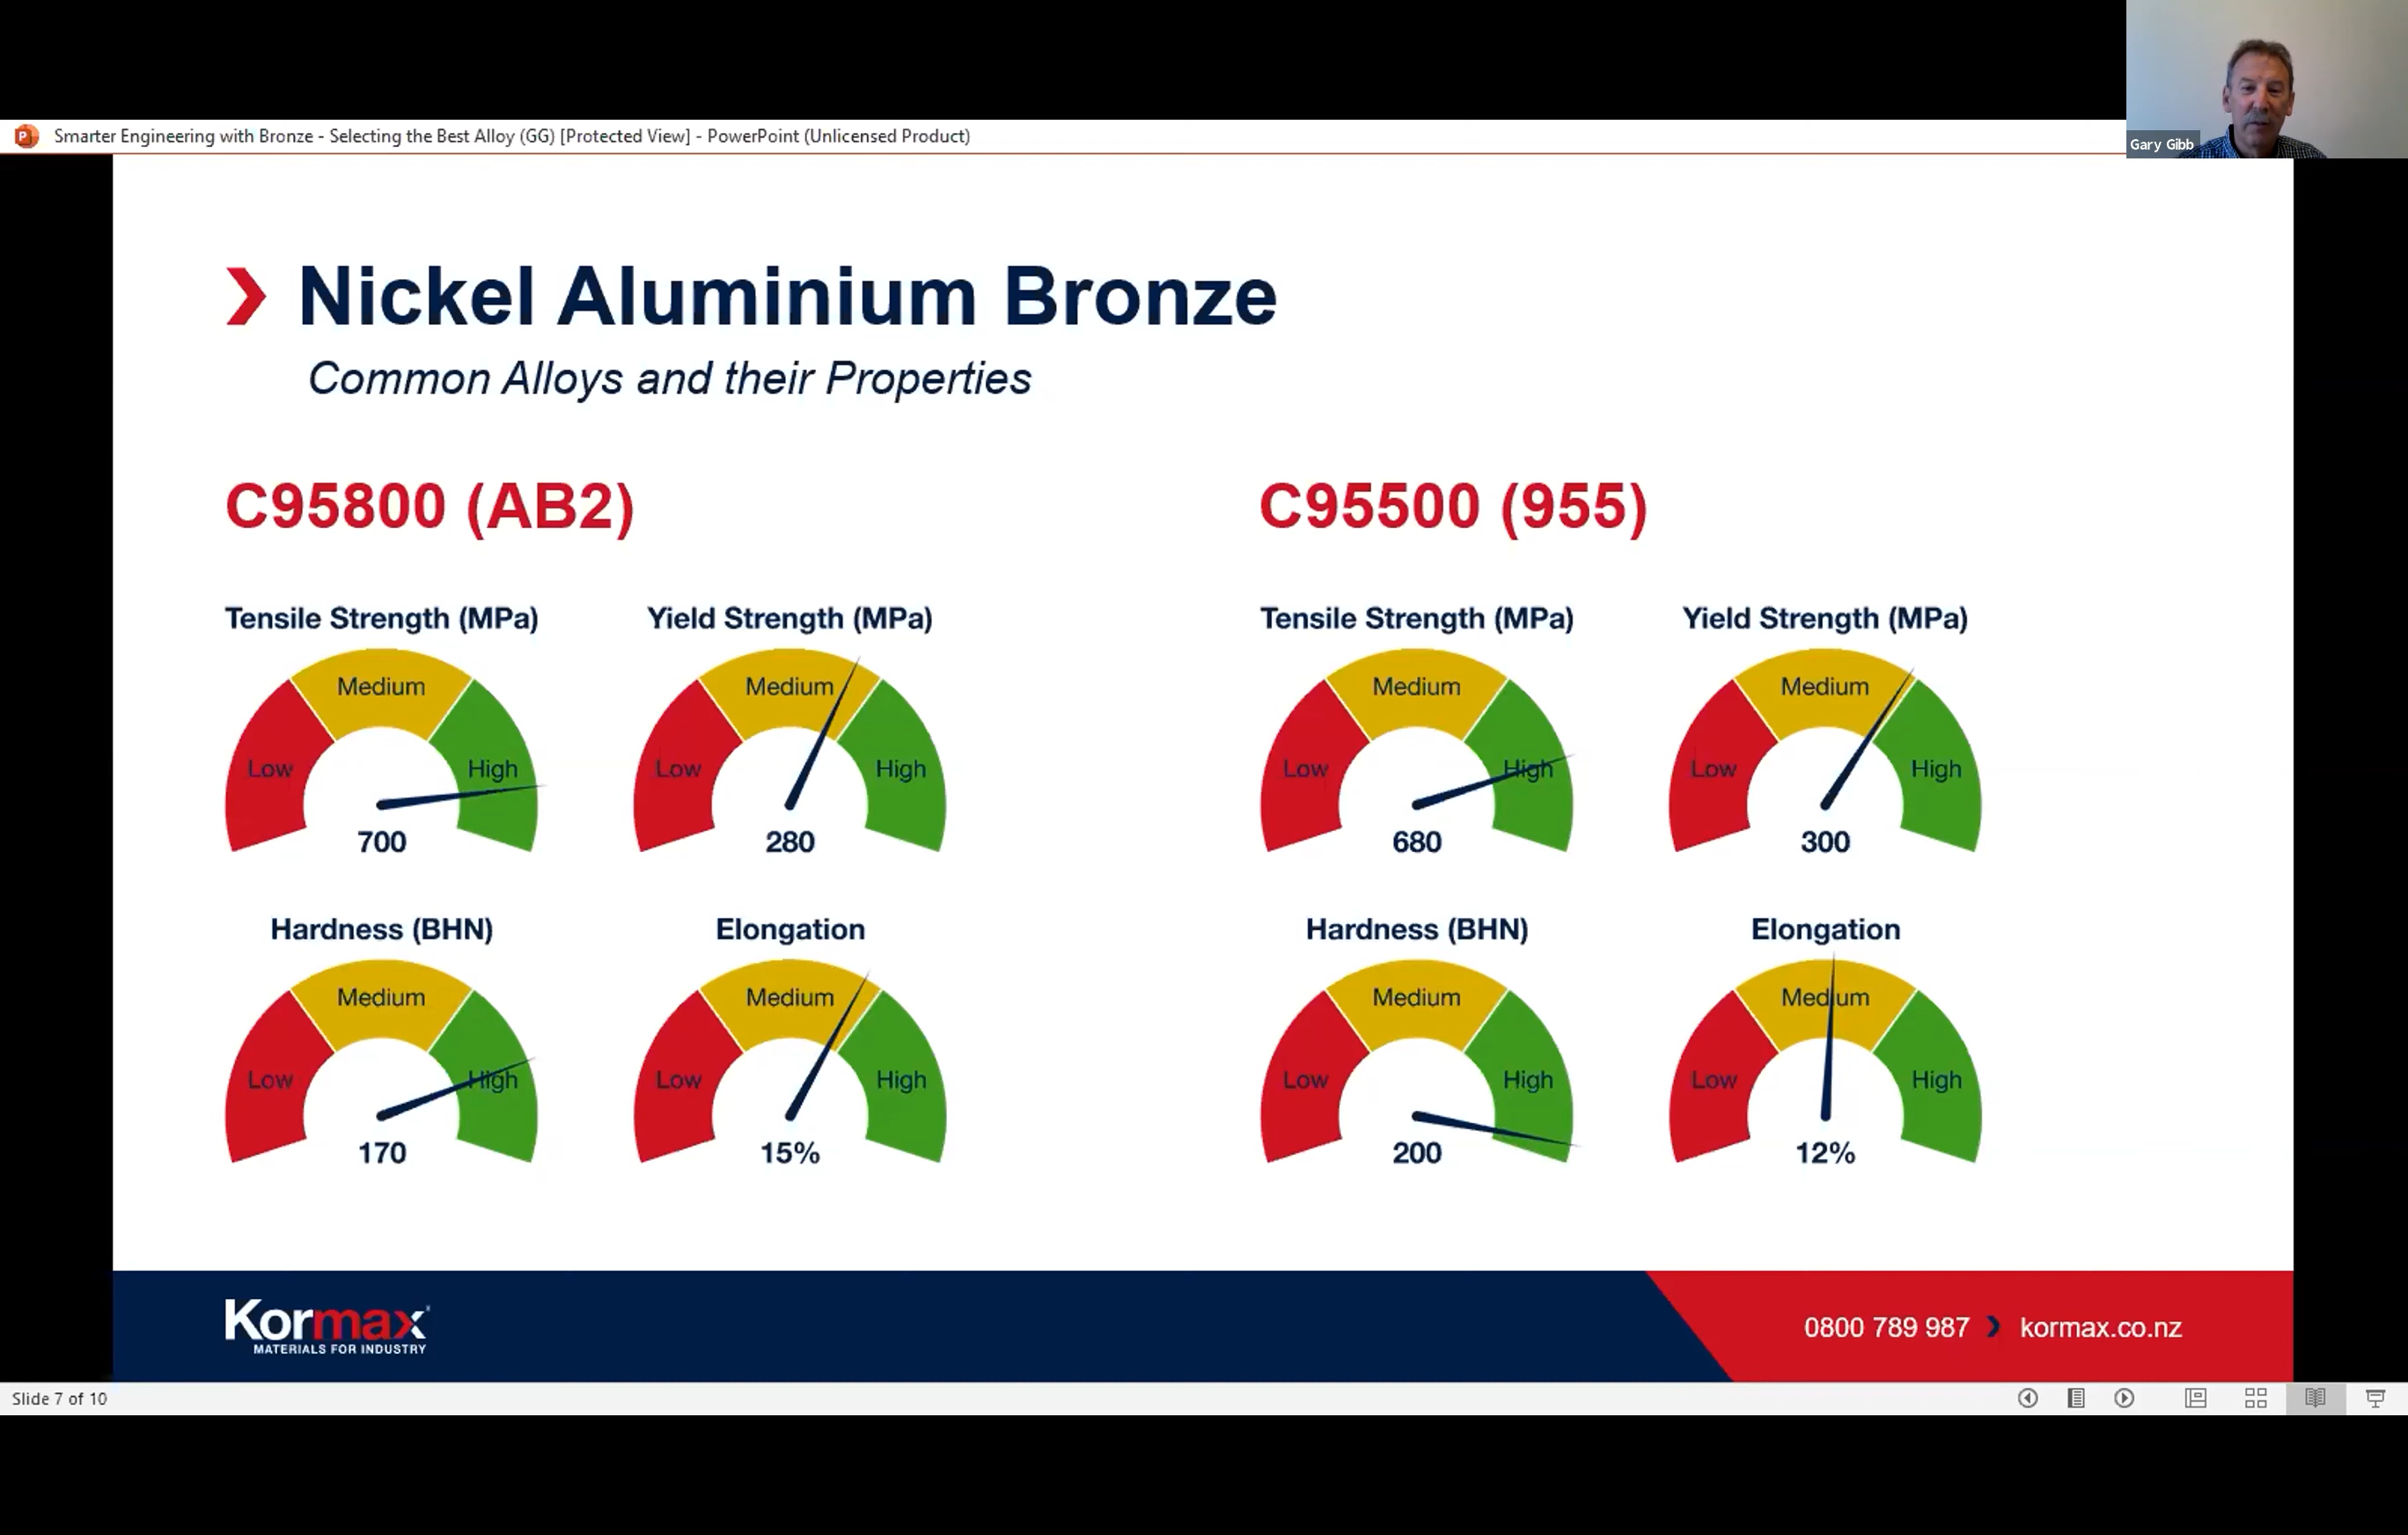 Gary Gibb
Smarter Engineering with Bronze - Selecting the Best Alloy (GG) [Protected View] - PowerPoint (Unlicensed Product)
Nickel Aluminium Bronze
Common Alloys and their Properties
C95800 (AB2)
Tensile Strength (MPa)
Low
Medium
High
700
Yield Strength (MPa)
Low
Medium
High
280
Hardness (BHN)
Low
Medium
High
170
Elongation
Low
Medium
High
15%
C95500 (955)
Tensile Strength (MPa)
Low
Medium
High
680
Yield Strength (MPa)
Low
Medium
High
300
Hardness (BHN)
Low
Medium
High
200
Elongation
Low
Medium
High
12%
Kormax
MATERIALS FOR INDUSTRY
0800 789 987
kormax.co.nz
Slide 7 of 10